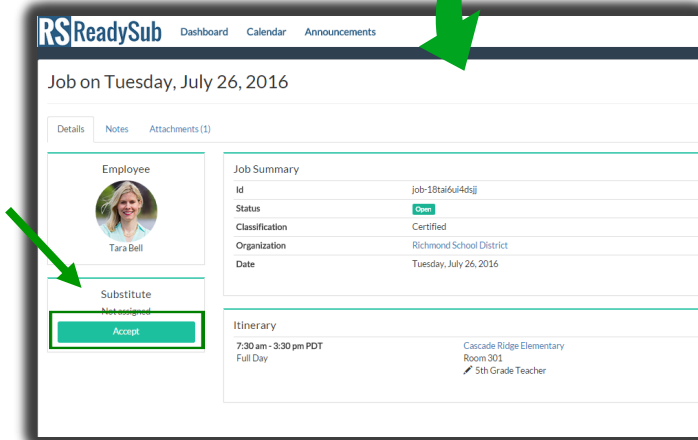 RS ReadySub Dashboard Calendar Announcements
Job on Tuesday, July 26, 2016
Details Notes Attachments (1)
Employee
Tara Bell
Substitute
Not assigned
Accept
Job Summary
Id job-18tai6ui4dsjj
Status Open
Classification Certified
Organization Richmond School District
Date Tuesday, July 26, 2016
Itinerary
7:30 am - 3:30 pm PDT Cascade Ridge Elementary
Full Day Room 301
5th Grade Teacher